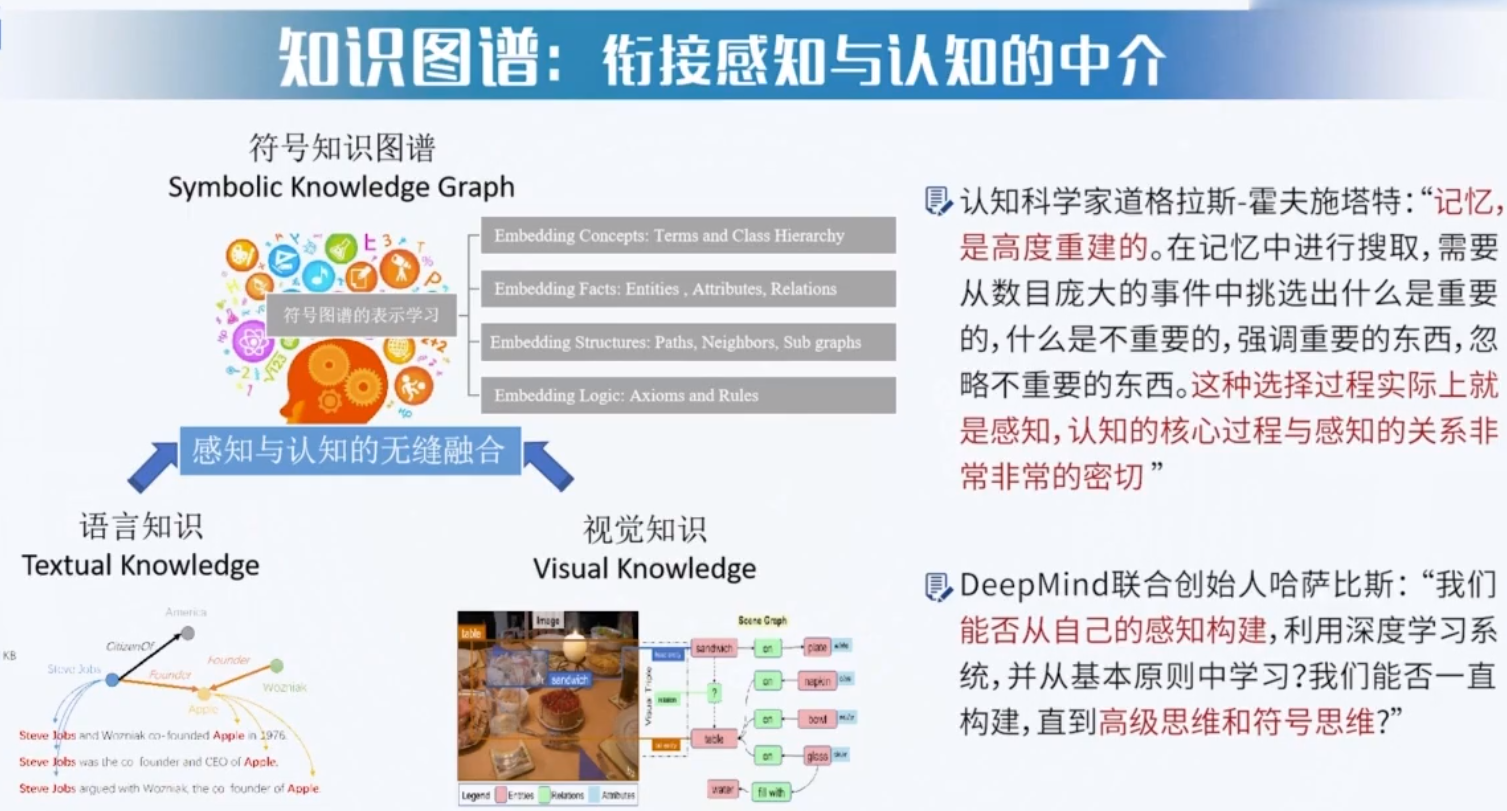 知识图谱：衔接感知与认知的中介
符号知识图谱
Symbolic Knowledge Graph
符号图谱的表示学习
Embedding Concepts: Terms and Class Hierarchy
Embedding Facts: Entities , Attributes, Relations
Embedding Structures: Paths, Neighbors, Sub graphs
Embedding Logic: Axioms and Rules
感知与认知的无缝融合
语言知识
Textual Knowledge
America
CitizenOf
KB
Steve Jobs
Founder
Founder
Wozniak
Apple
Steve Jobs and Wozniak co-founded Apple in 1976.
Steve Jobs was the co founder and CEO of Apple.
Steve Jobs argued with Wozniak, the co founder of Apple.
视觉知识
Visual Knowledge
Image
Scene Graph
table
sandwich
sandwich
on
plate
?
on
napkin
on
bowl
table
on
glass
water
fill with
Visual Triple
Legend
Entities
Relations
Attributes
认知科学家道格拉斯-霍夫施塔特：“记忆，
是高度重建的。在记忆中进行搜取，需要
从数目庞大的事件中挑选出什么是重要
的，什么是不重要的，强调重要的东西，忽
略不重要的东西。这种选择过程实际上就
是感知，认知的核心过程与感知的关系非
常非常的密切 ”
DeepMind联合创始人哈萨比斯：“我们
能否从自己的感知构建，利用深度学习系
统，并从基本原则中学习？我们能否一直
构建，直到高级思维和符号思维？”